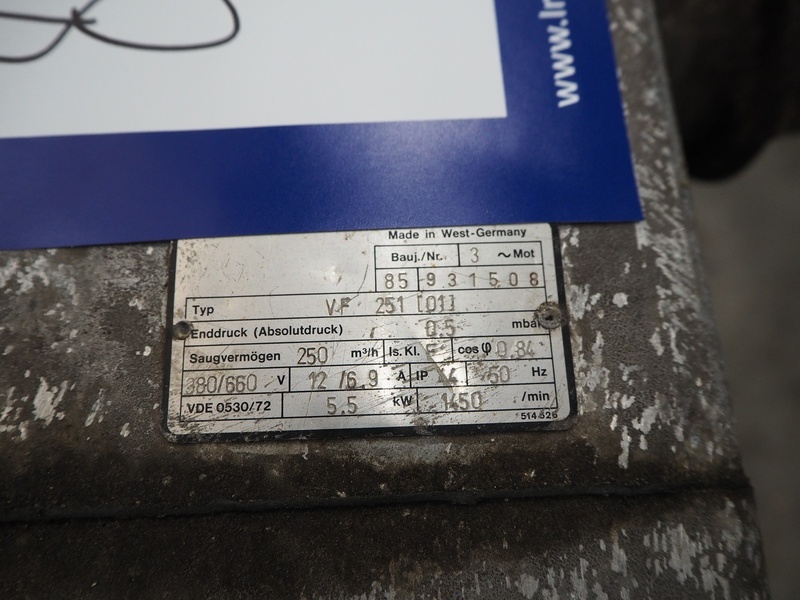 www.
Made in West-Germany
Bauj./Nr. 3 ~Mot
85 931508
Typ VF 251 [01]
Enddruck (Absolutdruck) 0.5 mbar
Saugvermögen 250 m³/h Is. Kl. F cos φ 0.84
380/660 V 12/6.9 A IP 50 Hz
VDE 0530/72 5.5 kW 1450 /min
514 526